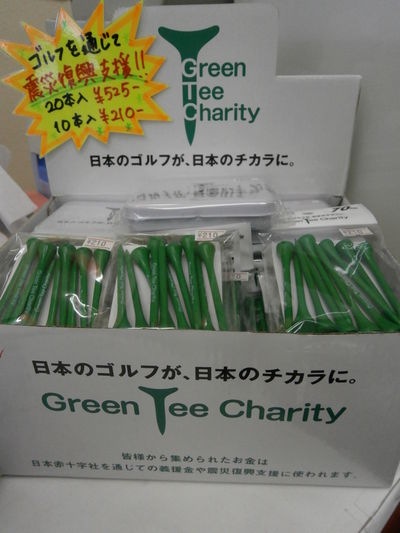 ゴルフを通じて
震災復興支援!!
20本入 ¥525-
10本入 ¥210-
Green
Tee
Charity
日本のゴルフが、日本のチカラに。
¥210
¥210
¥210
日本のゴルフが、日本のチカラに。
Green Tee Charity
皆様から集められたお金は
日本赤十字社を通じての義援金や震災復興支援に使われます。